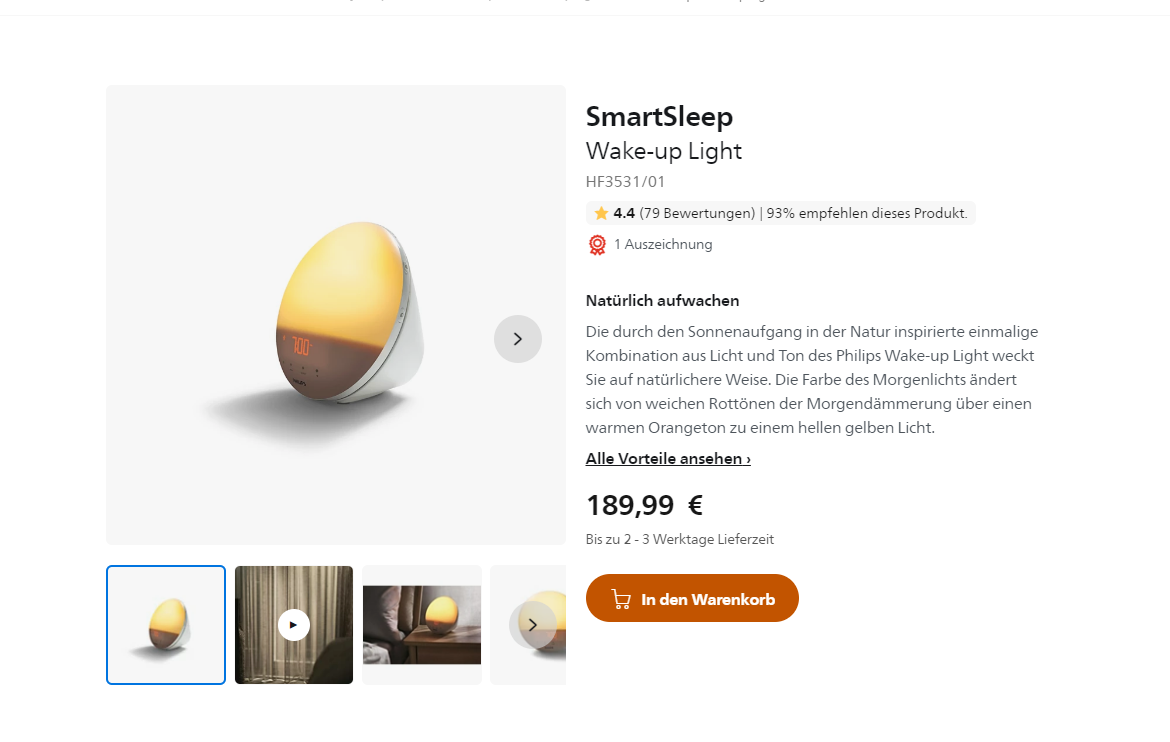 SmartSleep
Wake-up Light
HF3531/01
4.4 (79 Bewertungen) | 93% empfehlen dieses Produkt.
1 Auszeichnung
Natürlich aufwachen
Die durch den Sonnenaufgang in der Natur inspirierte einmalige
Kombination aus Licht und Ton des Philips Wake-up Light weckt
Sie auf natürlichere Weise. Die Farbe des Morgenlichts ändert
sich von weichen Rottönen der Morgendämmerung über einen
warmen Orangeton zu einem hellen gelben Licht.
Alle Vorteile ansehen ›
189,99 €
Bis zu 2 - 3 Werktage Lieferzeit
In den Warenkorb
7:00